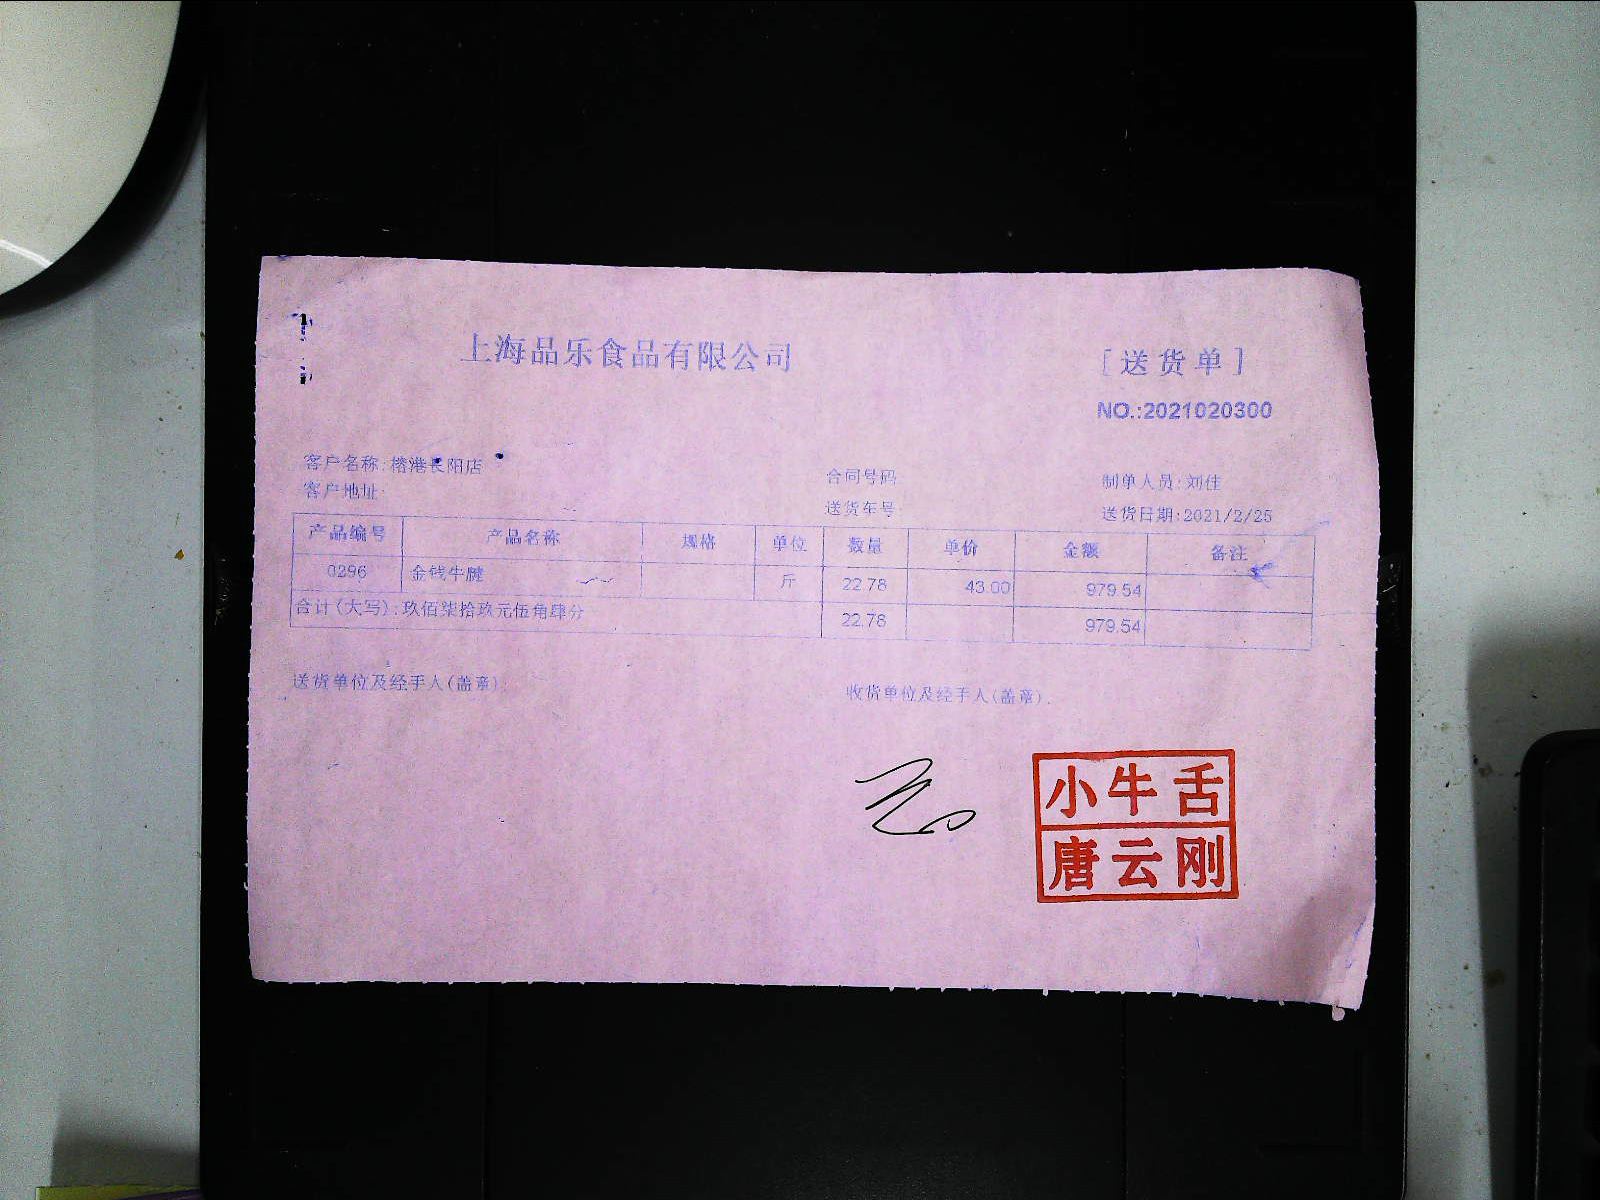 上海品乐食品有限公司
[送货单]
NO.:2021020300
客户名称:榕港长阳店
合同号码
制单人员:刘佳
客户地址:
送货车号
送货日期:2021/2/25
产品编号 产品名称 规格 单位 数量 单价 金额 备注
0296 金钱牛腱 斤 22.78 43.00 979.54
合计(大写):玖佰柒拾玖元伍角肆分 22.78 979.54
送货单位及经手人(盖章):
收货单位及经手人(盖章):
小牛舌
唐云刚